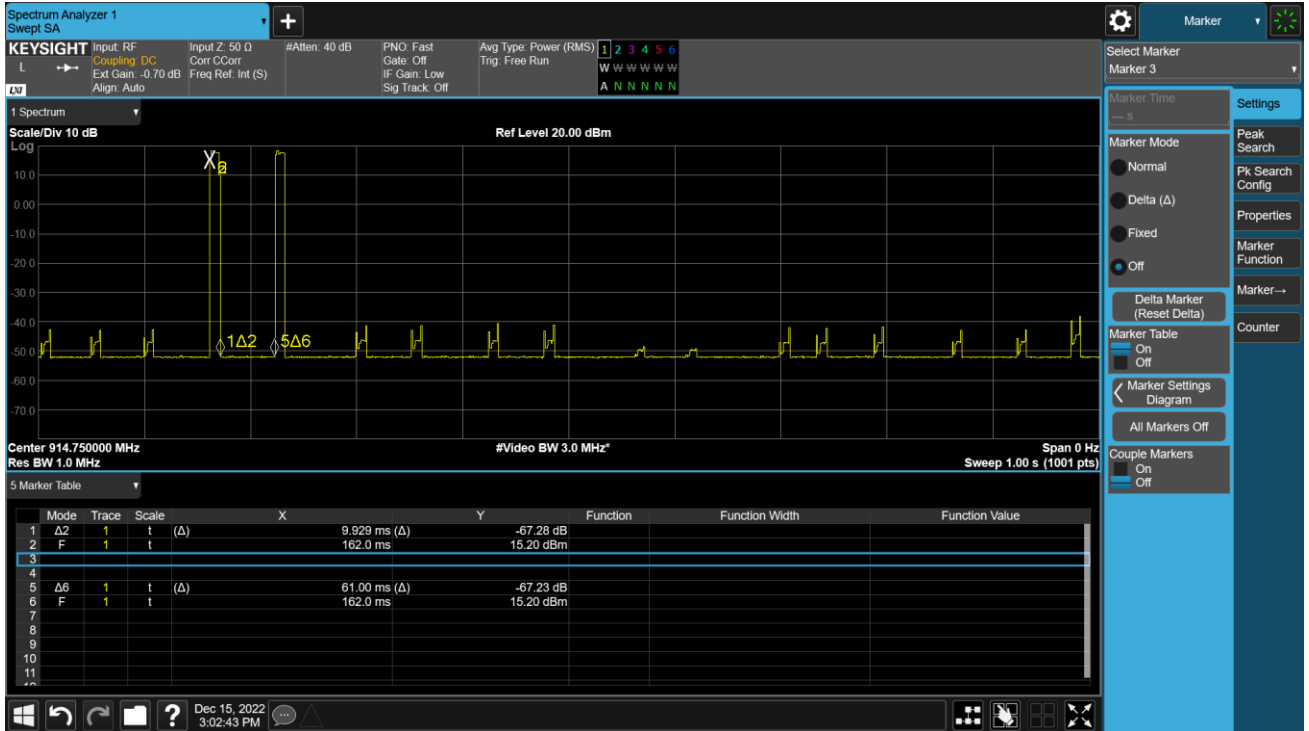 Spectrum Analyzer 1
Swept SA
+
Marker
KEYSIGHT Input: RF Input Z: 50 Ω #Atten: 40 dB PNO: Fast Avg Type: Power (RMS) 1 2 3 4 5 6
L Coupling: DC Corr CCorr Gate: Off Trig: Free Run W W W W W W
Ext Gain: -0.70 dB Freq Ref: Int (S) IF Gain: Low
LXI Align: Auto Sig Track: Off A N N N N N
Select Marker
Marker 3
1 Spectrum
Scale/Div 10 dB Ref Level 20.00 dBm
Log
10.0
0.00
-10.0
-20.0
-30.0
-40.0
-50.0
-60.0
-70.0
X
1Δ2 5Δ6
Center 914.750000 MHz #Video BW 3.0 MHz* Span 0 Hz
Res BW 1.0 MHz Sweep 1.00 s (1001 pts)
5 Marker Table
Mode Trace Scale X Y Function Function Width Function Value
1 Δ2 1 t (Δ) 9.929 ms (Δ) -67.28 dB
2 F 1 t 162.0 ms 15.20 dBm
3
4
5 Δ6 1 t (Δ) 61.00 ms (Δ) -67.23 dB
6 F 1 t 162.0 ms 15.20 dBm
7
8
9
10
11
Marker Time
--- s
Marker Mode
Normal
Delta (Δ)
Fixed
Off
Delta Marker
(Reset Delta)
Marker Table
On
Off
Marker Settings
Diagram
All Markers Off
Couple Markers
On
Off
Settings
Peak
Search
Pk Search
Config
Properties
Marker
Function
Marker→
Counter
?
Dec 15, 2022
3:02:43 PM